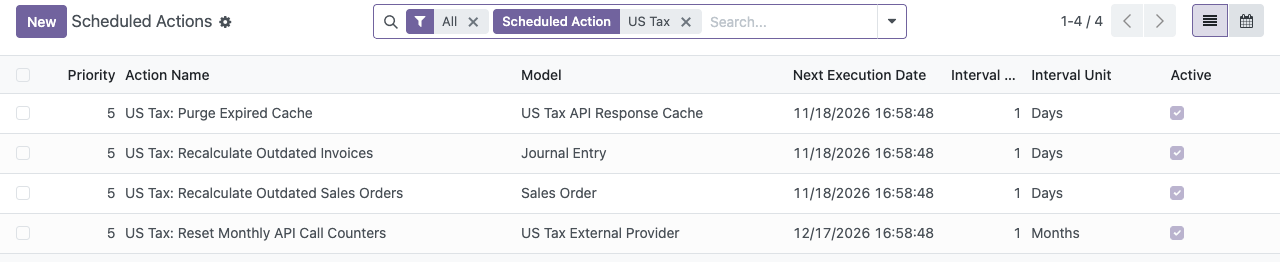 New Scheduled Actions All Scheduled Action US Tax Search... 1-4 / 4
Priority Action Name Model Next Execution Date Interval ... Interval Unit Active
5 US Tax: Purge Expired Cache US Tax API Response Cache 11/18/2026 16:58:48 1 Days
5 US Tax: Recalculate Outdated Invoices Journal Entry 11/18/2026 16:58:48 1 Days
5 US Tax: Recalculate Outdated Sales Orders Sales Order 11/18/2026 16:58:48 1 Days
5 US Tax: Reset Monthly API Call Counters US Tax External Provider 12/17/2026 16:58:48 1 Months